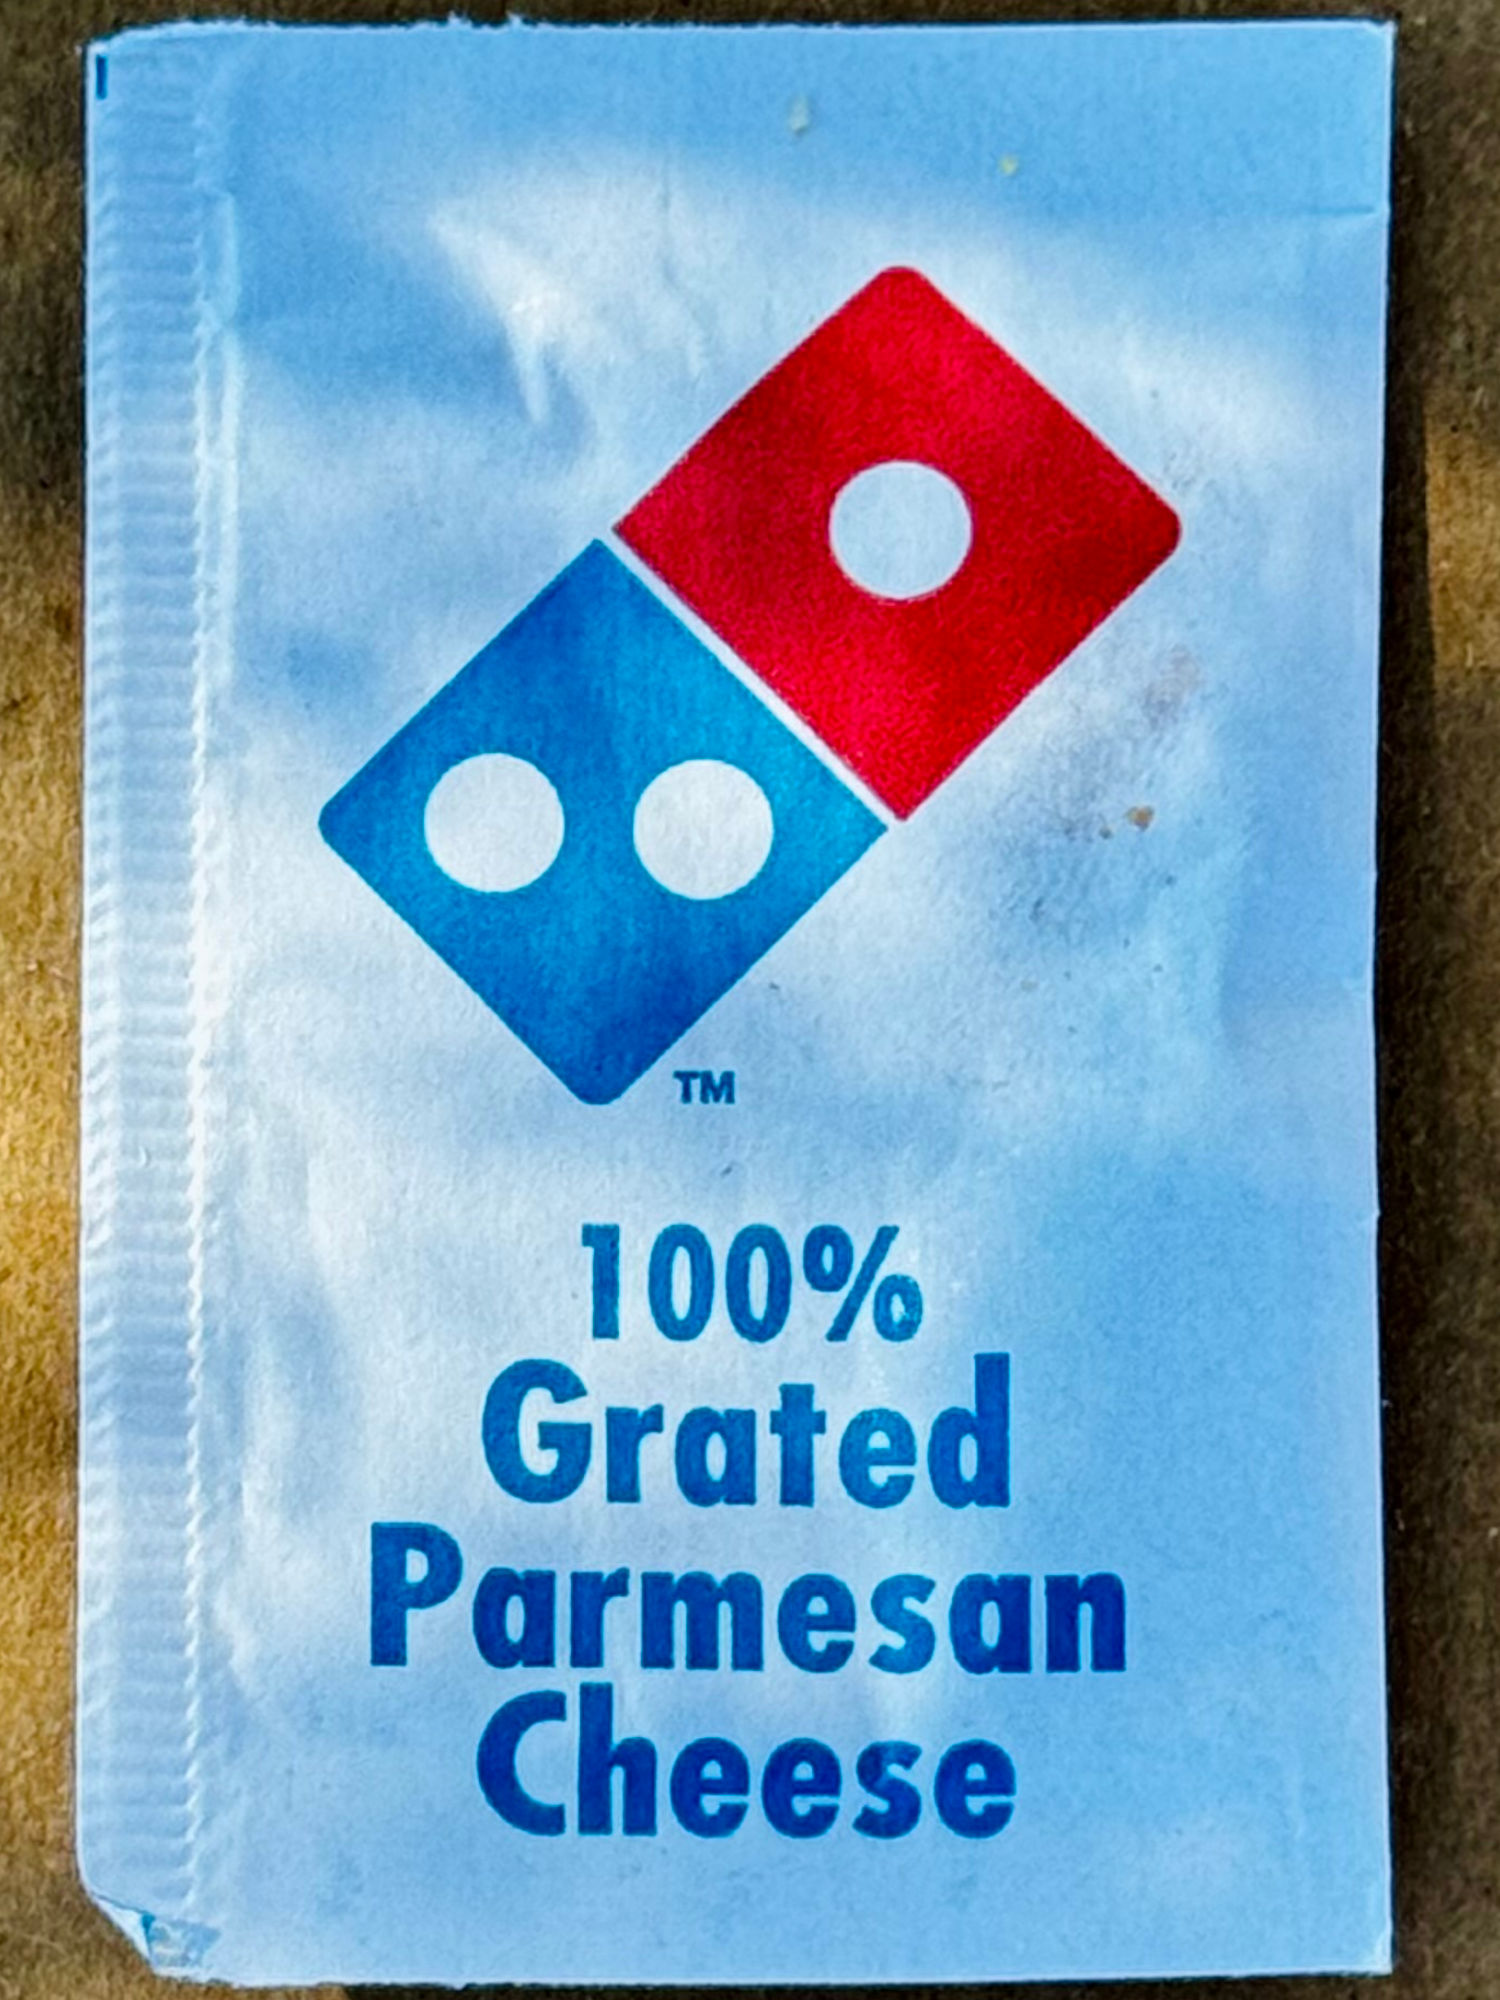 TM
100%
Grated
Parmesan
Cheese